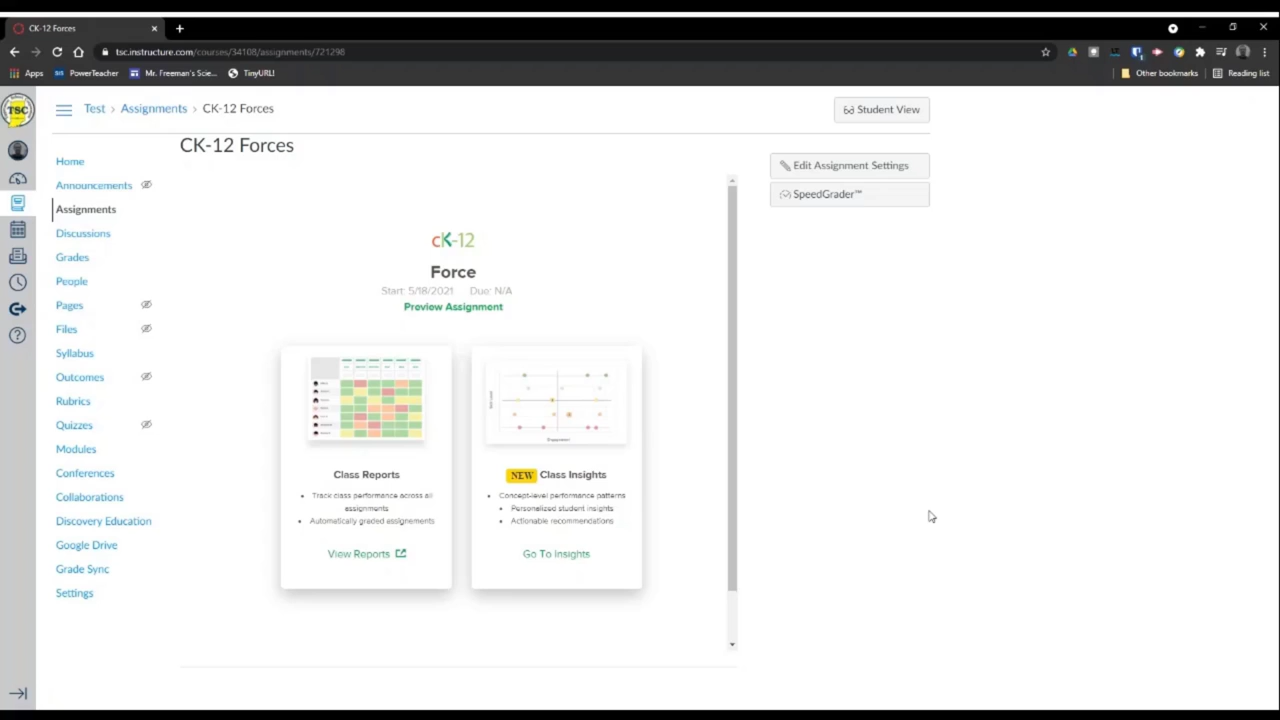 CK-12 Forces
tsc.instructure.com/courses/34108/assignments/721298
Apps
PowerTeacher
Mr. Freeman's Scie...
TinyURL!
Other bookmarks
Reading list
TSC
Test > Assignments > CK-12 Forces
Student View
CK-12 Forces
Home
Announcements
Assignments
Discussions
Grades
People
Pages
Files
Syllabus
Outcomes
Rubrics
Quizzes
Modules
Conferences
Collaborations
Discovery Education
Google Drive
Grade Sync
Settings
cK-12
Force
Start: 5/18/2021 Due: N/A
Preview Assignment
Class Reports
• Track class performance across all
assignments
• Automatically graded assignements
View Reports
NEW Class Insights
• Concept-level performance patterns
• Personalized student insights
• Actionable recommendations
Go To Insights
Edit Assignment Settings
SpeedGrader™